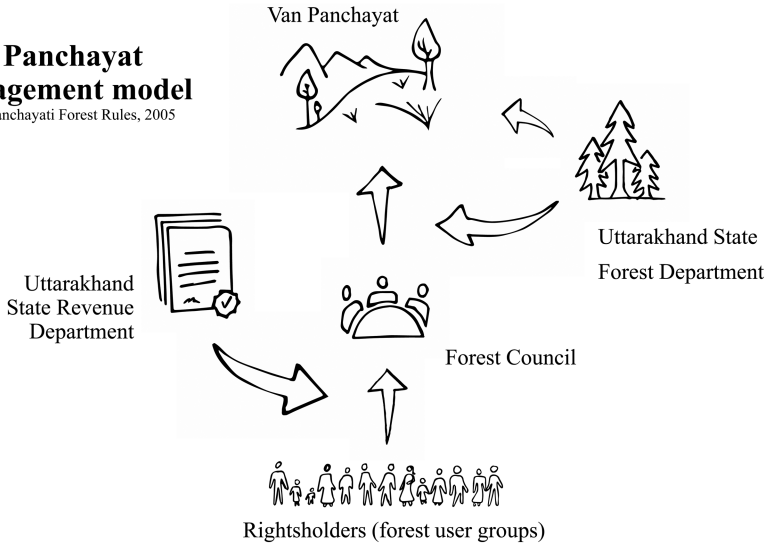 Van Panchayat
Panchayat
agement model
anchayati Forest Rules, 2005
Uttarakhand State
Forest Department
Uttarakhand
State Revenue
Department
Forest Council
Rightsholders (forest user groups)